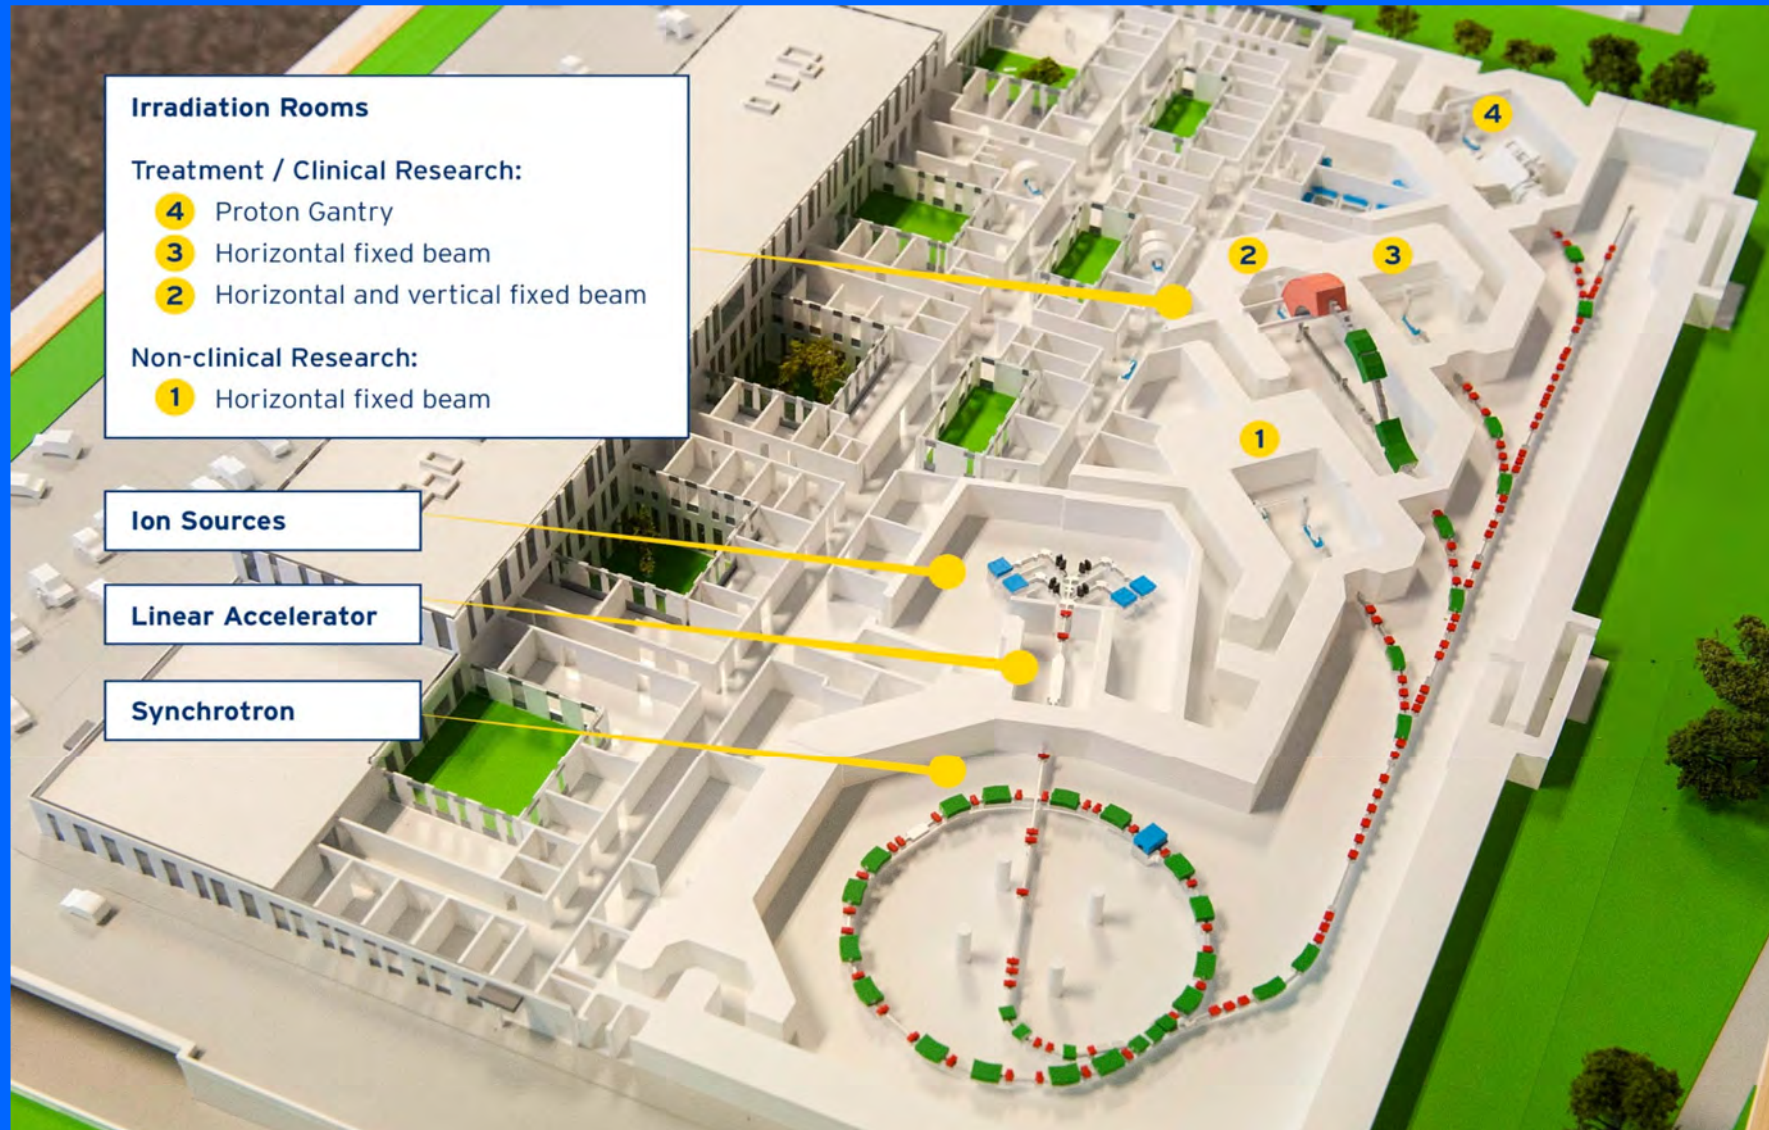 Irradiation Rooms
Treatment / Clinical Research:
4 Proton Gantry
3 Horizontal fixed beam
2 Horizontal and vertical fixed beam
Non-clinical Research:
1 Horizontal fixed beam
Ion Sources
Linear Accelerator
Synchrotron
4
2
3
1